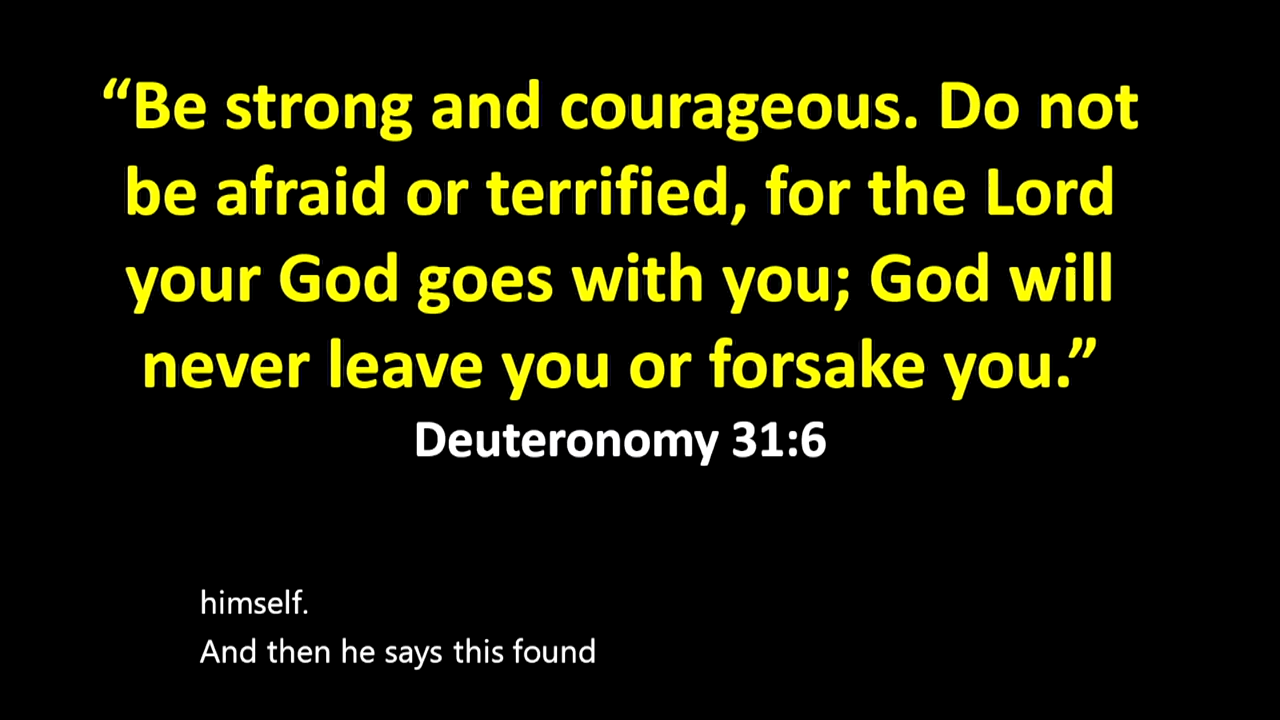 “Be strong and courageous. Do not
be afraid or terrified, for the Lord
your God goes with you; God will
never leave you or forsake you.”
Deuteronomy 31:6
himself.
And then he says this found